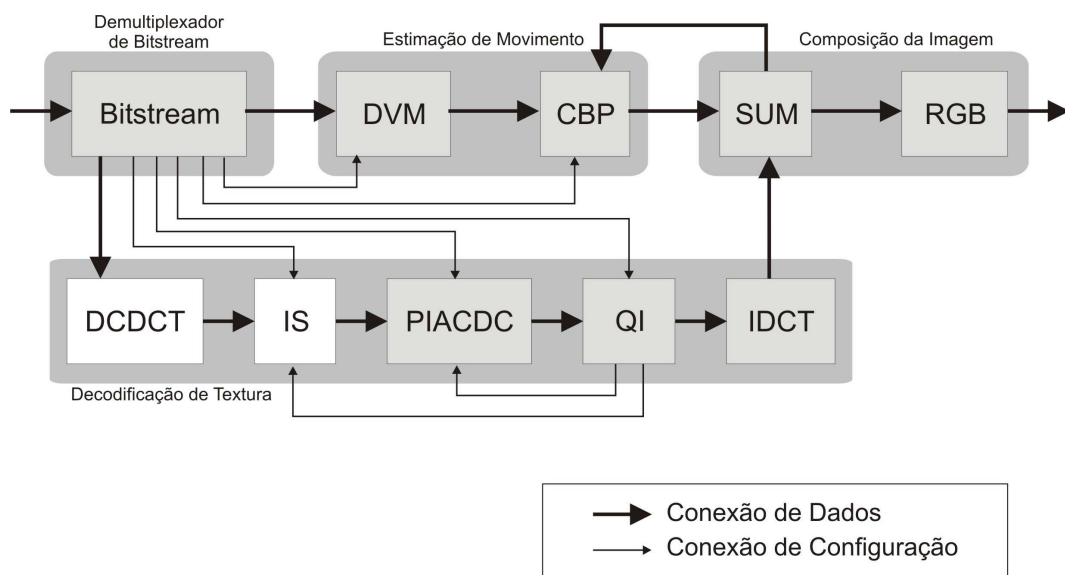 Demultiplexador
de Bitstream
Estimação de Movimento
Composição da Imagem
Bitstream
DVM
CBP
SUM
RGB
DCDCT
IS
PIACDC
QI
IDCT
Decodificação de Textura
Conexão de Dados
Conexão de Configuração